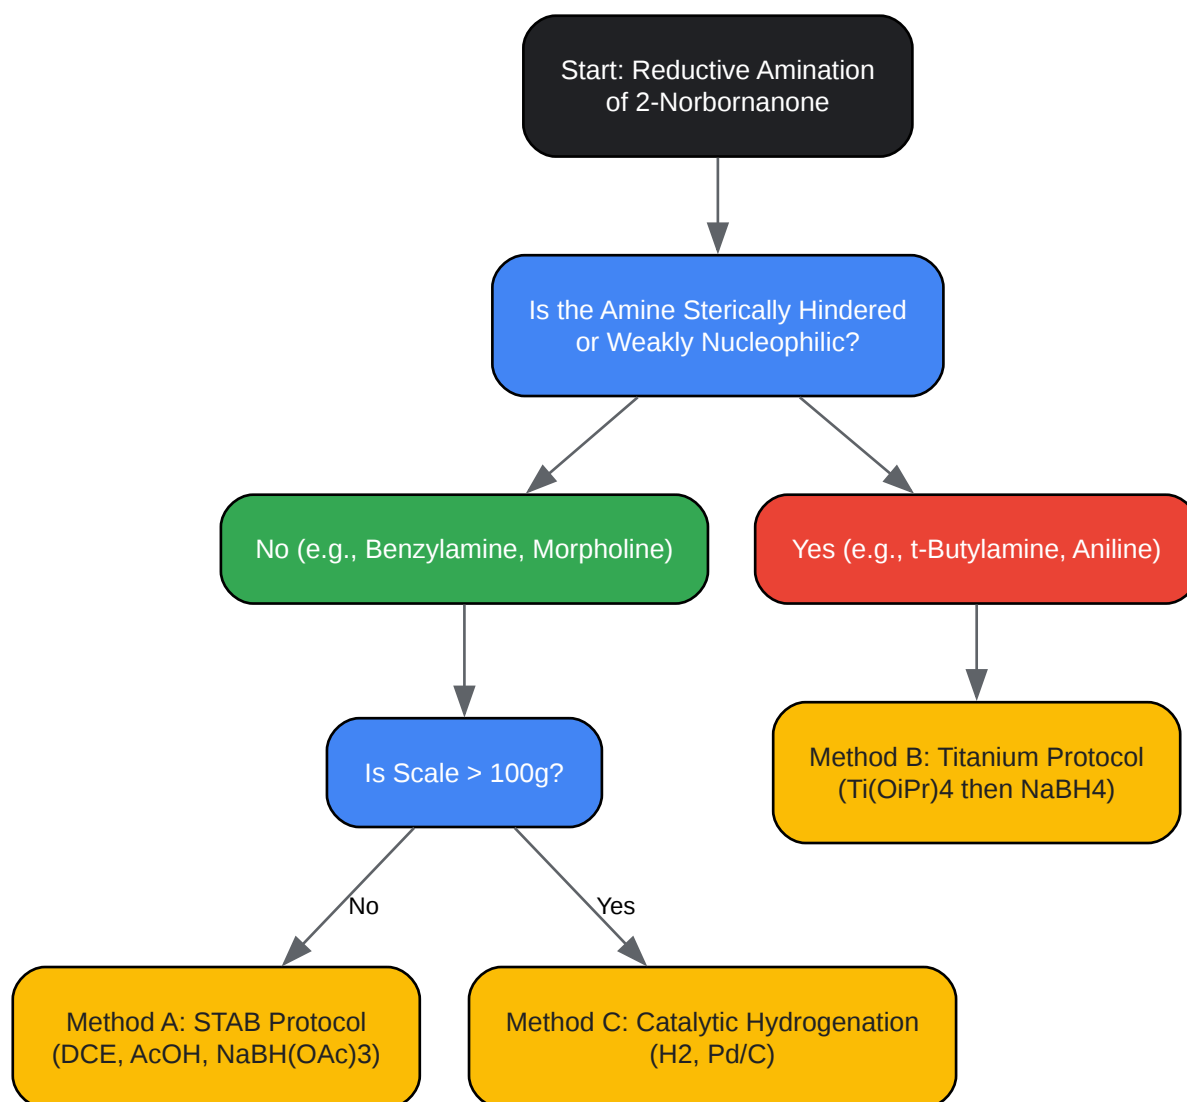 Start: Reductive Amination
of 2-Norbornanone
Is the Amine Sterically Hindered
or Weakly Nucleophilic?
No (e.g., Benzylamine, Morpholine)
Yes (e.g., t-Butylamine, Aniline)
Is Scale > 100g?
Method B: Titanium Protocol
(Ti(OiPr)4 then NaBH4)
No
Yes
Method A: STAB Protocol
(DCE, AcOH, NaBH(OAc)3)
Method C: Catalytic Hydrogenation
(H2, Pd/C)